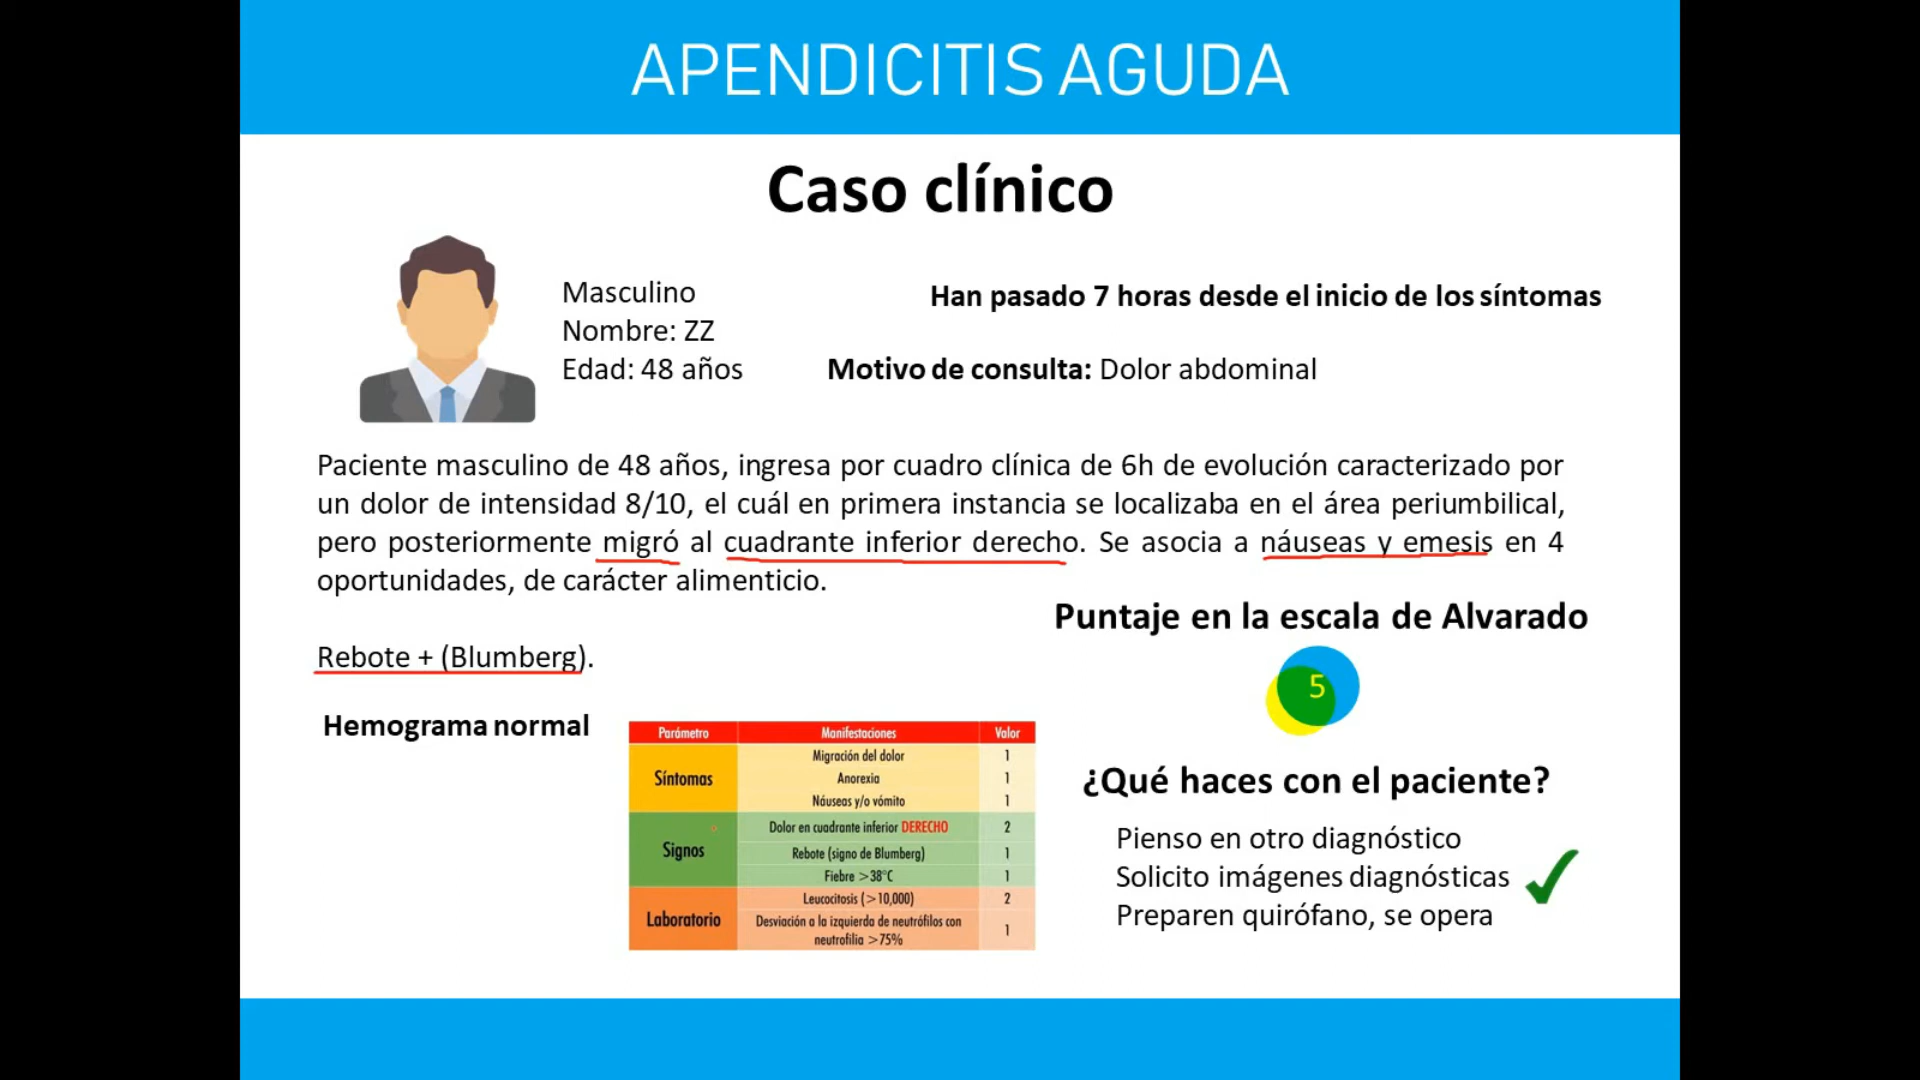 APENDICITIS AGUDA
Caso clínico
Masculino
Nombre: ZZ
Edad: 48 años
Han pasado 7 horas desde el inicio de los síntomas
Motivo de consulta: Dolor abdominal
Paciente masculino de 48 años, ingresa por cuadro clínica de 6h de evolución caracterizado por
un dolor de intensidad 8/10, el cuál en primera instancia se localizaba en el área periumbilical,
pero posteriormente migró al cuadrante inferior derecho. Se asocia a náuseas y emesis en 4
oportunidades, de carácter alimenticio.
Rebote + (Blumberg).
Hemograma normal
Parámetro Manifestaciones Valor
Síntomas
Migración del dolor 1
Anorexia 1
Náuseas y/o vómito 1
Signos
Dolor en cuadrante inferior DERECHO 2
Rebote (signo de Blumberg) 1
Fiebre >38°C 1
Laboratorio
Leucocitosis (>10,000) 2
Desviación a la izquierda de neutrófilos con
neutrofilia >75% 1
Puntaje en la escala de Alvarado
5
¿Qué haces con el paciente?
Pienso en otro diagnóstico
Solicito imágenes diagnósticas
Preparen quirófano, se opera